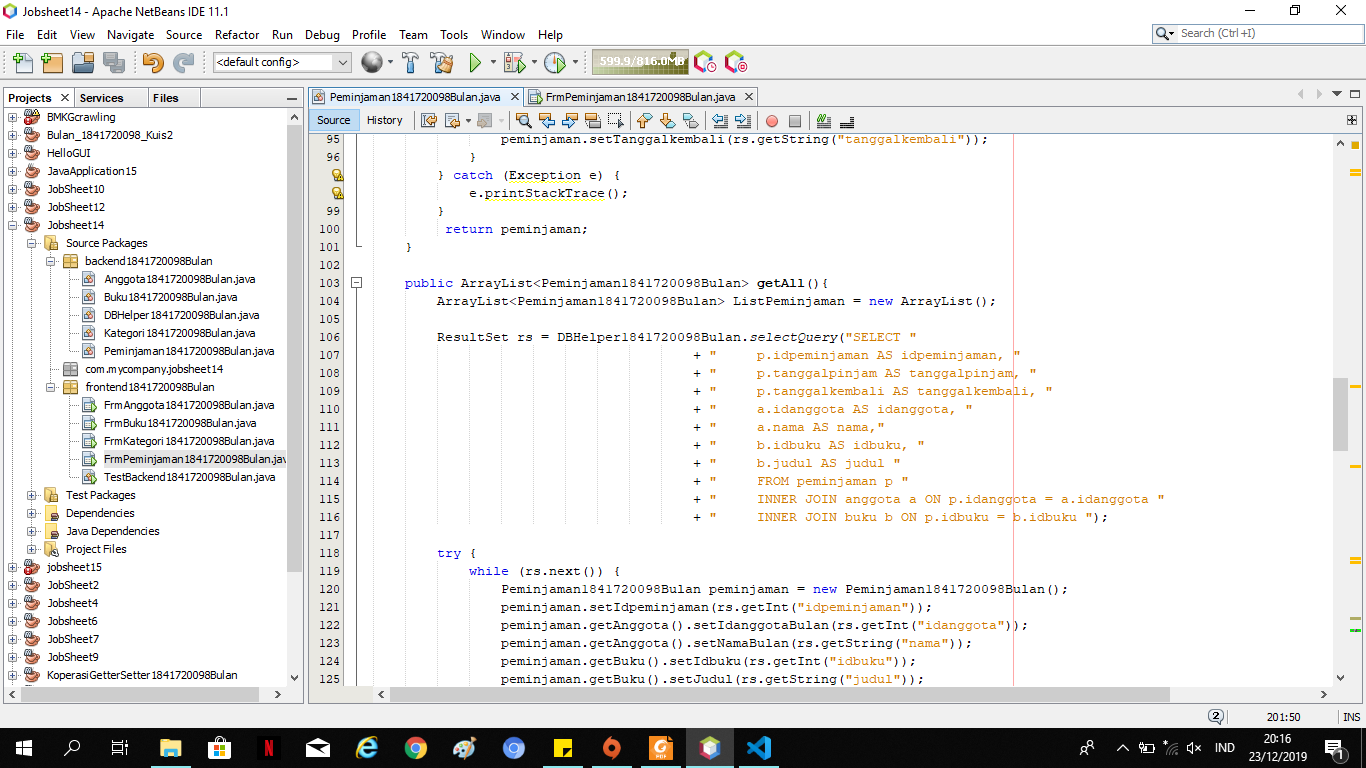 Jobsheet14 - Apache NetBeans IDE 11.1
File Edit View Navigate Source Refactor Run Debug Profile Team Tools Window Help
Search (Ctrl+I)
<default config>
599.9/816.0MB
Projects Services Files
Peminjaman1841720098Bulan.java FrmPeminjaman1841720098Bulan.java
Source History
BMKGcrawling
Bulan_1841720098_Kuis2
HelloGUI
JavaApplication15
JobSheet10
JobSheet12
Jobsheet14
Source Packages
backend1841720098Bulan
Anggota1841720098Bulan.java
Buku1841720098Bulan.java
DBHelper1841720098Bulan.java
Kategori1841720098Bulan.java
Peminjaman1841720098Bulan.java
com.mycompany.jobsheet14
frontend1841720098Bulan
FrmAnggota1841720098Bulan.java
FrmBuku1841720098Bulan.java
FrmKategori1841720098Bulan.java
FrmPeminjaman1841720098Bulan.jav
TestBackend1841720098Bulan.java
Test Packages
Dependencies
Java Dependencies
Project Files
jobsheet15
JobSheet2
Jobsheet4
Jobsheet6
JobSheet7
JobSheet9
KoperasiGetterSetter1841720098Bulan
95 peminjaman.setTanggalkembali(rs.getString("tanggalkembali"));
96 }
} catch (Exception e) {
e.printStackTrace();
99 }
100 return peminjaman;
101 }
102
103 public ArrayList<Peminjaman1841720098Bulan> getAll(){
104 ArrayList<Peminjaman1841720098Bulan> ListPeminjaman = new ArrayList();
105
106 ResultSet rs = DBHelper1841720098Bulan.selectQuery("SELECT "
107 + "     p.idpeminjaman AS idpeminjaman, "
108 + "     p.tanggalpinjam AS tanggalpinjam, "
109 + "     p.tanggalkembali AS tanggalkembali, "
110 + "     a.idanggota AS idanggota, "
111 + "     a.nama AS nama,"
112 + "     b.idbuku AS idbuku, "
113 + "     b.judul AS judul "
114 + "     FROM peminjaman p "
115 + "     INNER JOIN anggota a ON p.idanggota = a.idanggota "
116 + "     INNER JOIN buku b ON p.idbuku = b.idbuku ");
117
118 try {
119 while (rs.next()) {
120 Peminjaman1841720098Bulan peminjaman = new Peminjaman1841720098Bulan();
121 peminjaman.setIdpeminjaman(rs.getInt("idpeminjaman"));
122 peminjaman.getAnggota().setIdanggotaBulan(rs.getInt("idanggota"));
123 peminjaman.getAnggota().setNamaBulan(rs.getString("nama"));
124 peminjaman.getBuku().setIdbuku(rs.getInt("idbuku"));
125 peminjaman.getBuku().setJudul(rs.getString("judul"));
2 201:50 INS
IND
20:16
23/12/2019
1